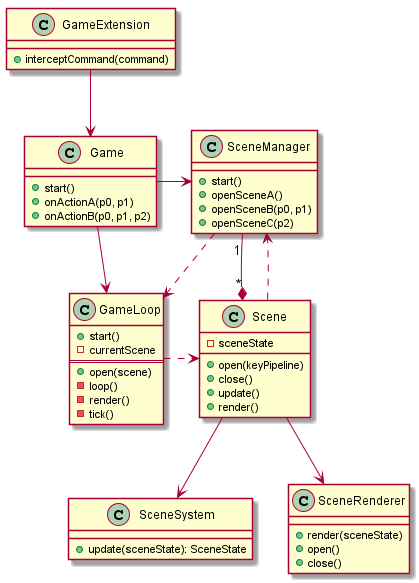 C GameExtension
interceptCommand(command)
C Game
start()
onActionA(p0, p1)
onActionB(p0, p1, p2)
C SceneManager
start()
openSceneA()
openSceneB(p0, p1)
openSceneC(p2)
1
*
C GameLoop
start()
currentScene
open(scene)
loop()
render()
tick()
C Scene
sceneState
open(keyPipeline)
close()
update()
render()
C SceneSystem
update(sceneState): SceneState
C SceneRenderer
render(sceneState)
open()
close()